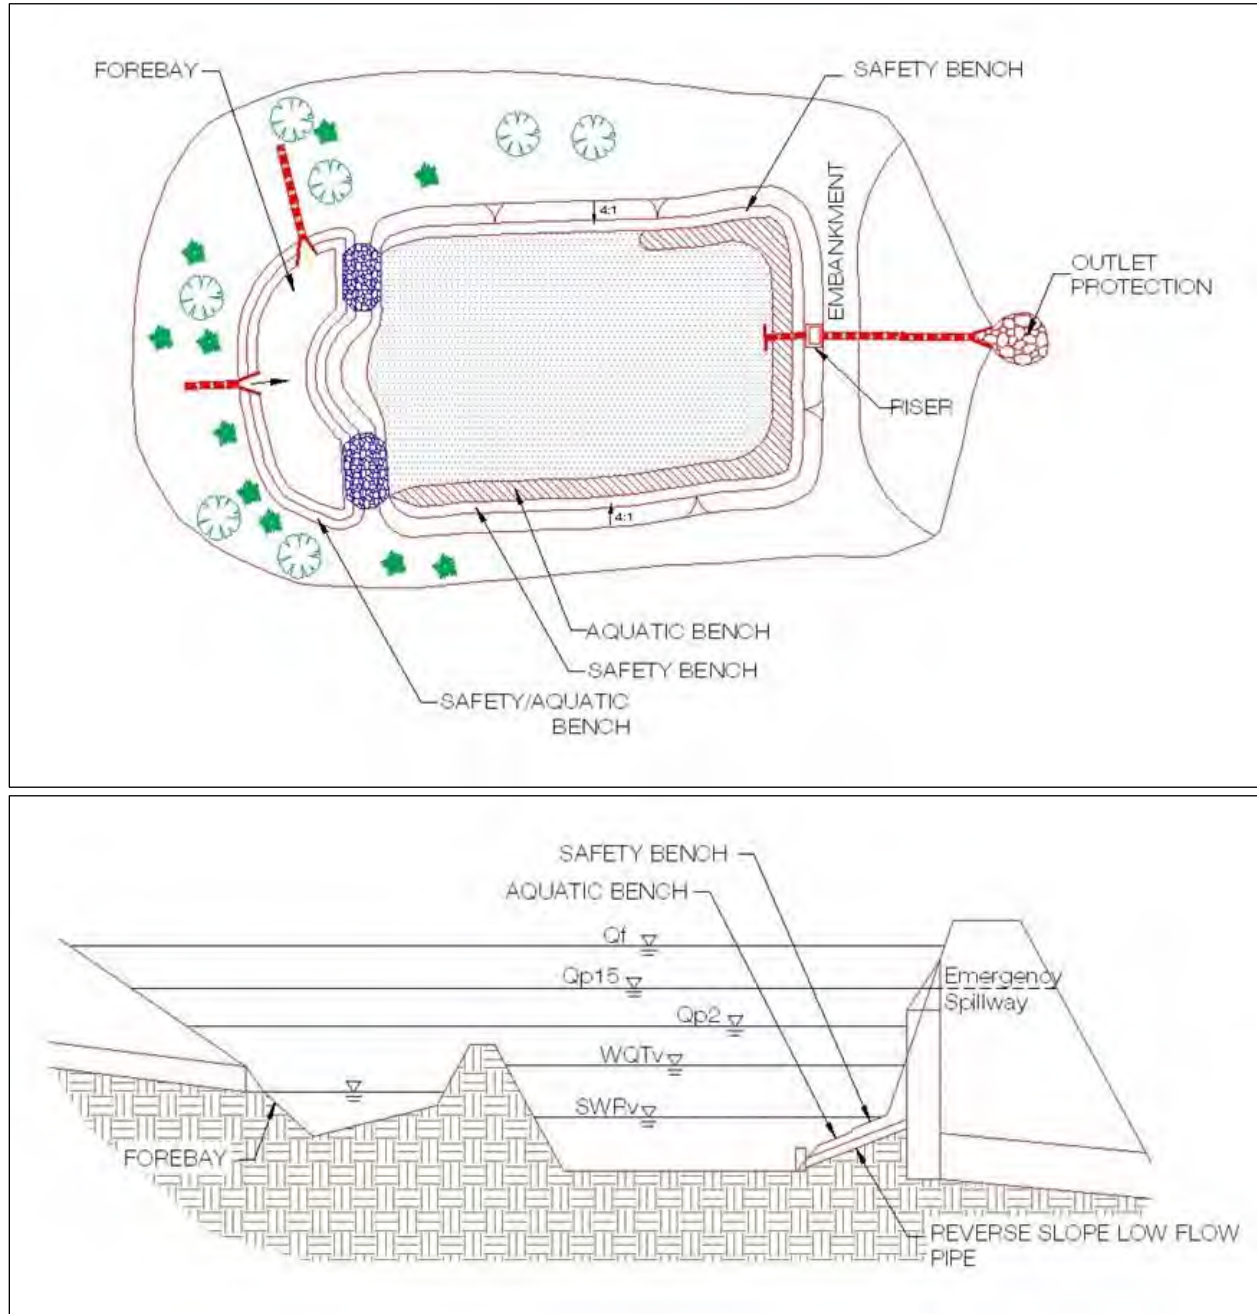 FOREBAY
SAFETY BENCH
4:1
EMBANKMENT
OUTLET
PROTECTION
RISER
4:1
AQUATIC BENCH
SAFETY BENCH
SAFETY/AQUATIC
BENCH
SAFETY BENCH
AQUATIC BENCH
Qf
Qp15
Emergency
Spillway
Qp2
WQTv
SWRv
FOREBAY
REVERSE SLOPE LOW FLOW
PIPE